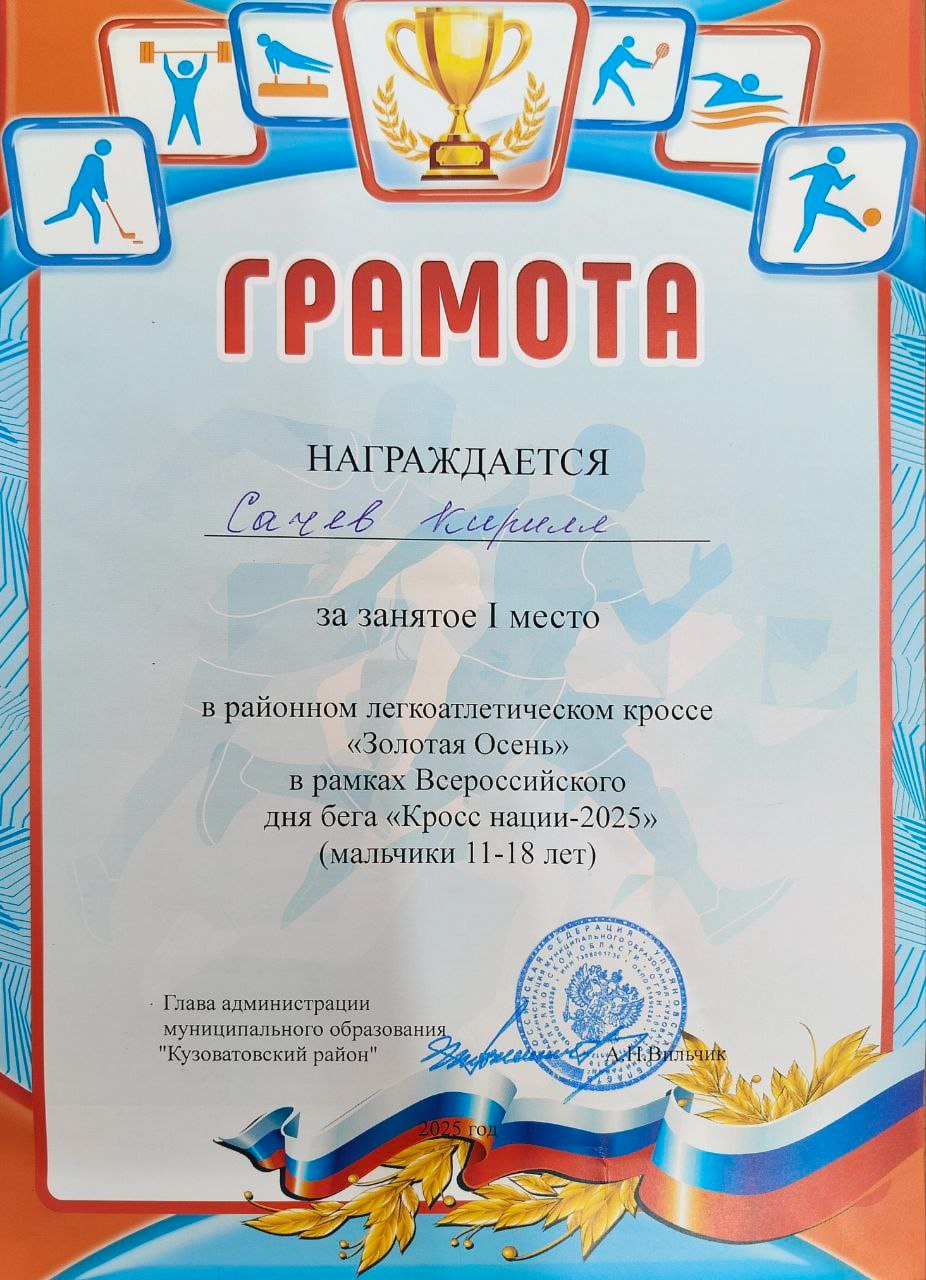 ГРАМОТА
НАГРАЖДАЕТСЯ
Сачев Кирилл
за занятое I место
в районном легкоатлетическом кроссе
«Золотая Осень»
в рамках Всероссийского
дня бега «Кросс нации-2025»
(мальчики 11-18 лет)
Глава администрации
муниципального образования
"Кузоватовский район"
А.Н.Вильчик
2025 год